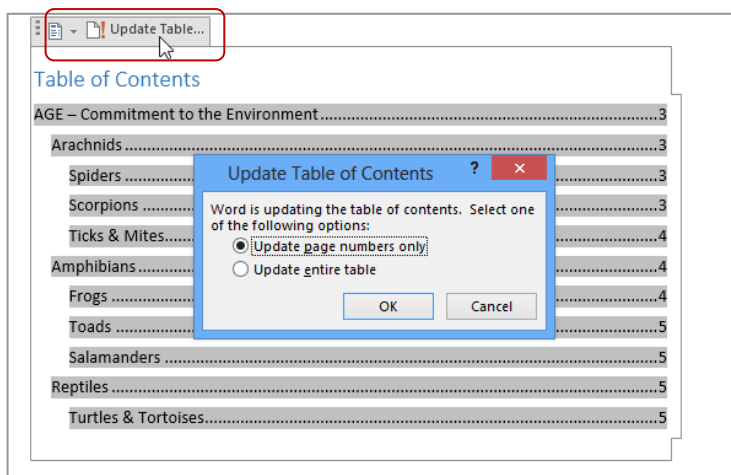 Update Table...
Table of Contents
AGE – Commitment to the Environment........................................................................3
Arachnids........................................................................3
Spiders........................................................................3
Scorpions........................................................................3
Ticks & Mites........................................................................4
Amphibians........................................................................4
Frogs........................................................................4
Toads........................................................................5
Salamanders........................................................................5
Reptiles........................................................................5
Turtles & Tortoises........................................................................5
Update Table of Contents ? ×
Word is updating the table of contents. Select one
of the following options:
Update page numbers only
Update entire table
OK Cancel